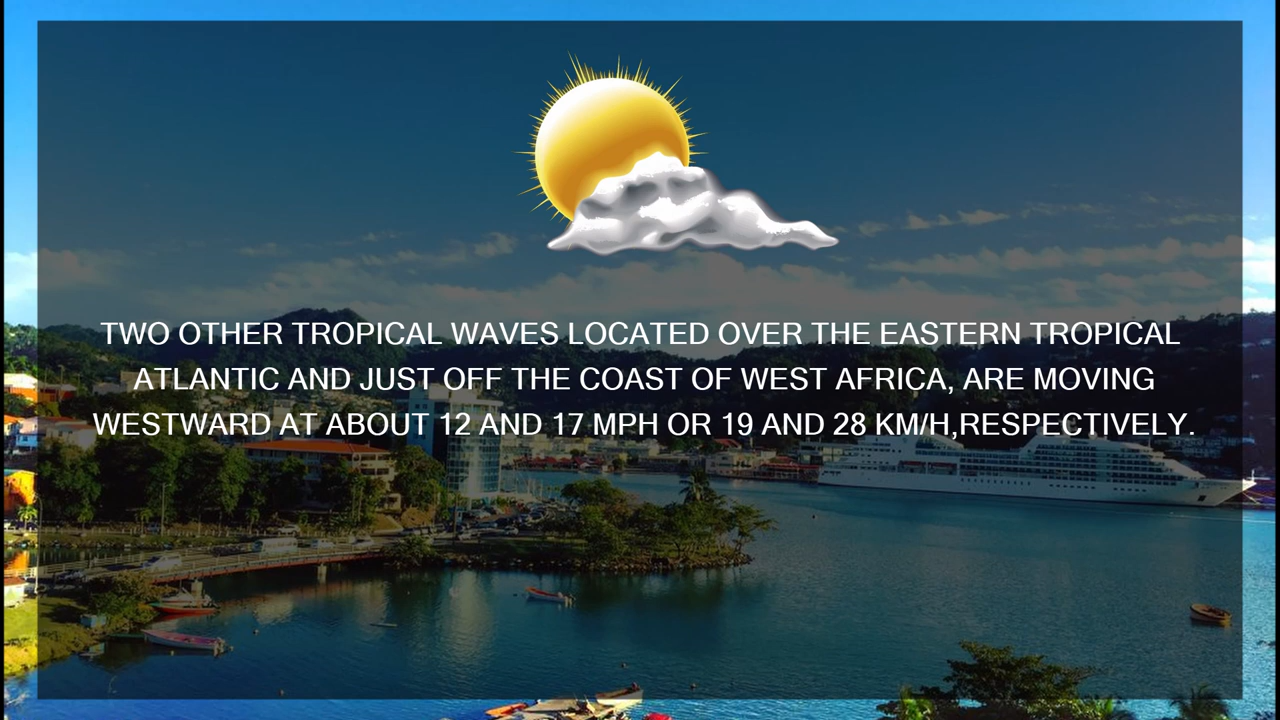 TWO OTHER TROPICAL WAVES LOCATED OVER THE EASTERN TROPICAL
ATLANTIC AND JUST OFF THE COAST OF WEST AFRICA, ARE MOVING
WESTWARD AT ABOUT 12 AND 17 MPH OR 19 AND 28 KM/H,RESPECTIVELY.